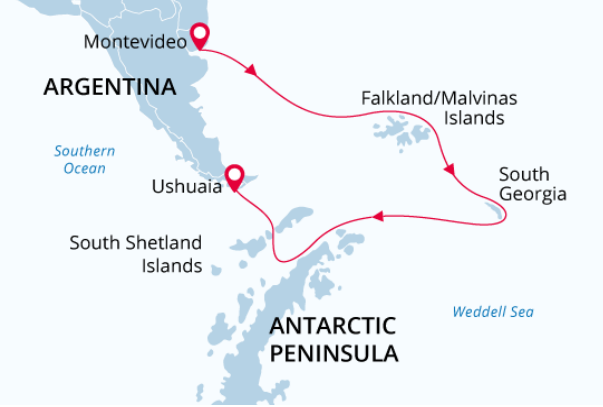 Montevideo
ARGENTINA
Falkland/Malvinas
Islands
Southern
Ocean
South
Georgia
Ushuaia
South Shetland
Islands
Weddell Sea
ANTARCTIC
PENINSULA